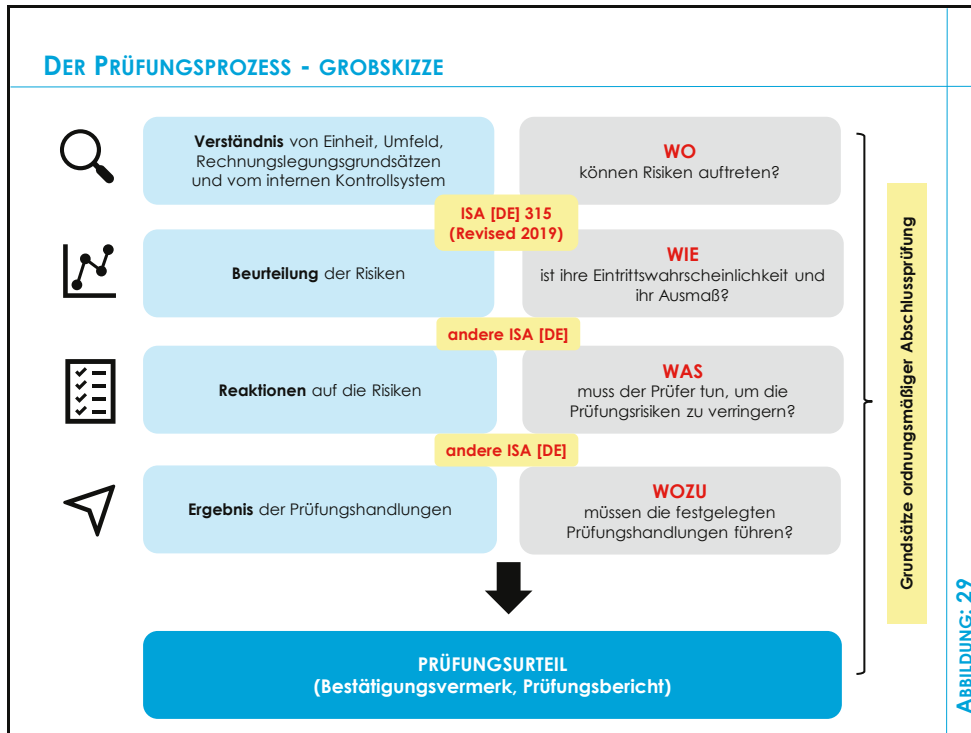 DER PRÜFUNGSPROZESS - GROBSKIZZE
Verständnis von Einheit, Umfeld,
Rechnungslegungsgrundsätzen
und vom internen Kontrollsystem
WO
können Risiken auftreten?
ISA [DE] 315
(Revised 2019)
Beurteilung der Risiken
WIE
ist ihre Eintrittswahrscheinlichkeit und
ihr Ausmaß?
andere ISA [DE]
Reaktionen auf die Risiken
WAS
muss der Prüfer tun, um die
Prüfungsrisiken zu verringern?
andere ISA [DE]
Ergebnis der Prüfungshandlungen
WOZU
müssen die festgelegten
Prüfungshandlungen führen?
PRÜFUNGSURTEIL
(Bestätigungsvermerk, Prüfungsbericht)
Grundsätze ordnungsmäßiger Abschlussprüfung
ABBILDUNG: 29